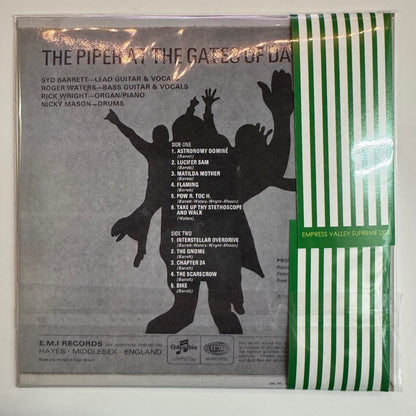 THE PIPER AT THE GATES OF DA
SYD BARRETT—LEAD GUITAR & VOCA
ROGER WATERS—BASS GUITAR & VOCALS
RICK WRIGHT—ORGAN/PIANO
NICKY MASON—DRUMS
SIDE ONE
1. ASTRONOMY DOMINÉ
(Barrett)
2. LUCIFER SAM
(Barrett)
3. MATILDA MOTHER
(Barrett)
4. FLAMING
(Barrett)
5. POW R. TOC H.
(Barrett-Waters-Wright-Mason)
6. TAKE UP THY STETHOSCOPE
AND WALK
(Waters)
SIDE TWO
1. INTERSTELLAR OVERDRIVE
(Barrett-Waters-Wright-Mason)
2. THE GNOME
(Barrett)
3. CHAPTER 24
(Barrett)
4. THE SCARECROW
(Barrett)
5. BIKE
(Barrett)
EMPRESS VALLEY SUPREME DISC
E.M.I RECORDS
HAYES · MIDDLESEX · ENGLAND
Columbia
EMI